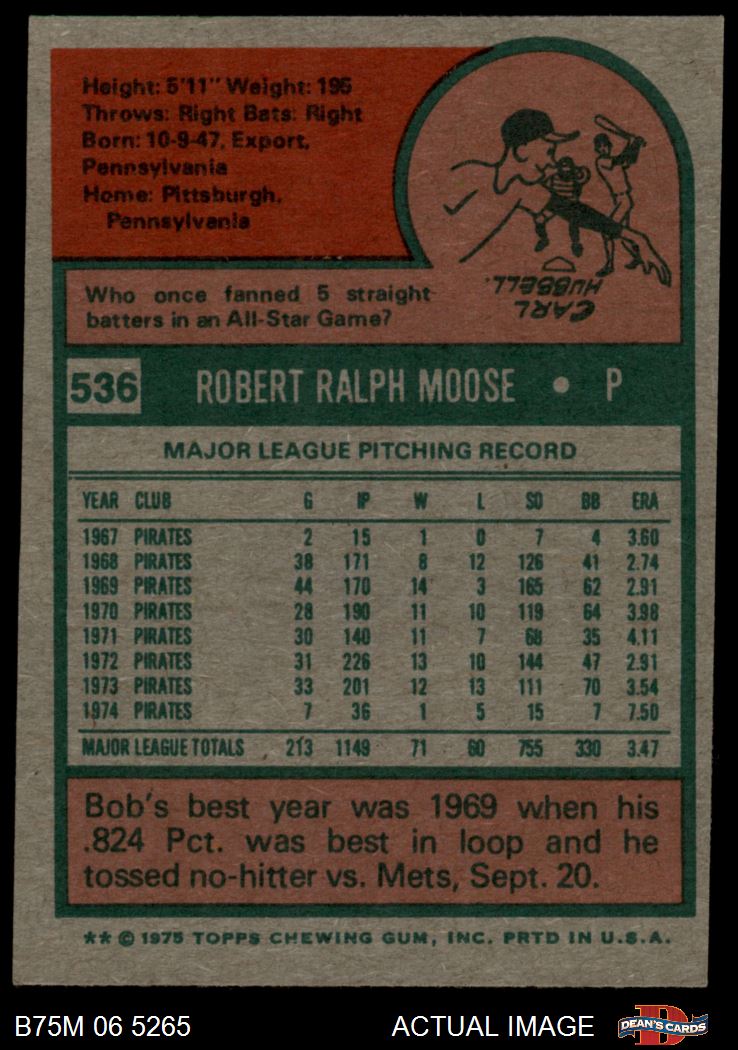 Height: 5'11" Weight: 195
Throws: Right Bats: Right
Born: 10-9-47, Export,
Pennsylvania
Home: Pittsburgh,
Pennsylvania
CARL
HUBBELL.
Who once fanned 5 straight
batters in an All-Star Game?
536 ROBERT RALPH MOOSE • P
MAJOR LEAGUE PITCHING RECORD
YEAR CLUB G IP W L SO BB ERA
1967 PIRATES 2 15 1 0 7 4 3.60
1968 PIRATES 38 171 8 12 126 41 2.74
1969 PIRATES 44 170 14 3 165 62 2.91
1970 PIRATES 28 190 11 10 119 64 3.98
1971 PIRATES 30 140 11 7 68 35 4.11
1972 PIRATES 31 226 13 10 144 47 2.91
1973 PIRATES 33 201 12 13 111 70 3.54
1974 PIRATES 7 36 1 5 15 7 7.50
MAJOR LEAGUE TOTALS 213 1149 71 60 755 330 3.47
Bob's best year was 1969 when his
.824 Pct. was best in loop and he
tossed no-hitter vs. Mets, Sept. 20.
** © 1975 TOPPS CHEWING GUM, INC. PRTD IN U.S.A.
B75M 06 5265 ACTUAL IMAGE D DEAN'S CARDS